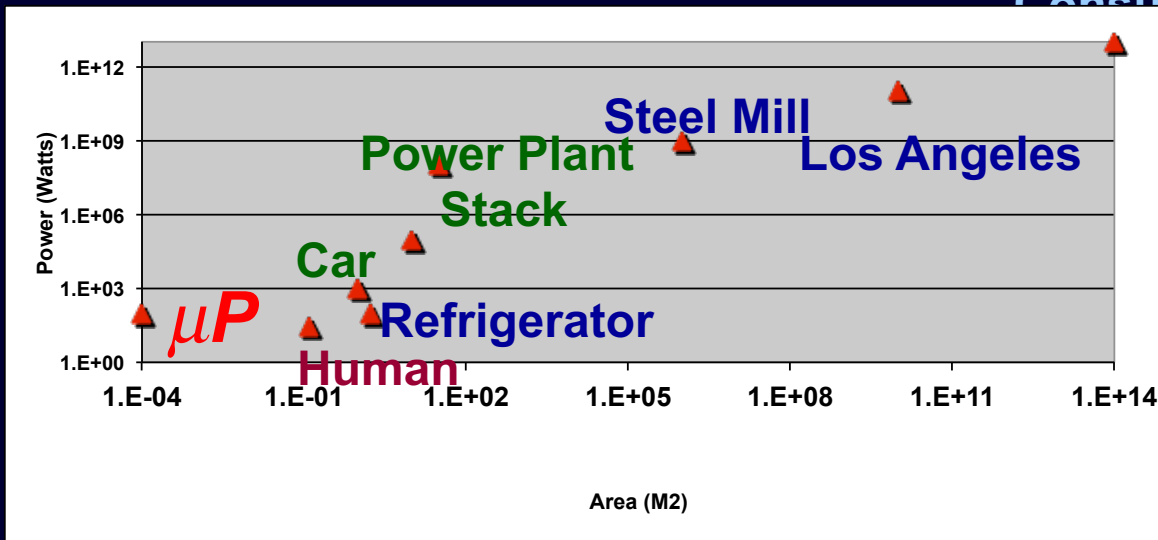 1.E+12
Steel Mill
1.E+09
Power Plant
Los Angeles
Power (Watts)
Stack
1.E+06
Car
1.E+03
μP
Refrigerator
1.E+00
Human
1.E-04 1.E-01 1.E+02 1.E+05 1.E+08 1.E+11 1.E+14
Area (M2)